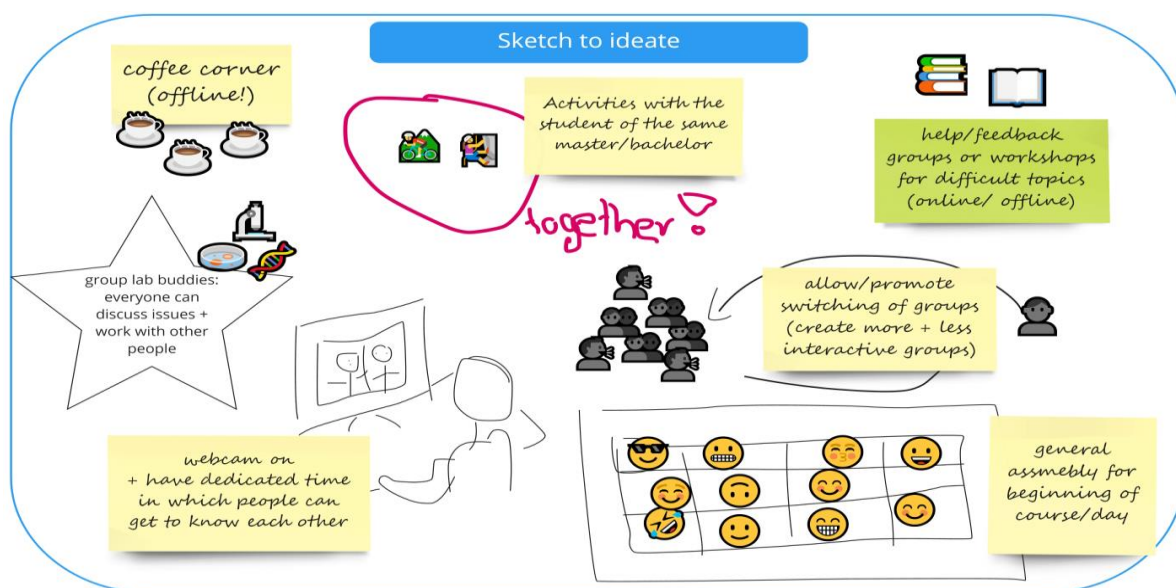 Sketch to ideate
coffee corner
(offline!)
Activities with the
student of the same
master/bachelor
together!
help/feedback
groups or workshops
for difficult topics
(online/ offline)
group lab buddies:
everyone can
discuss issues +
work with other
people
allow/promote
switching of groups
(create more + less
interactive groups)
webcam on
+ have dedicated time
in which people can
get to know each other
general
assmebly for
beginning of
course/day